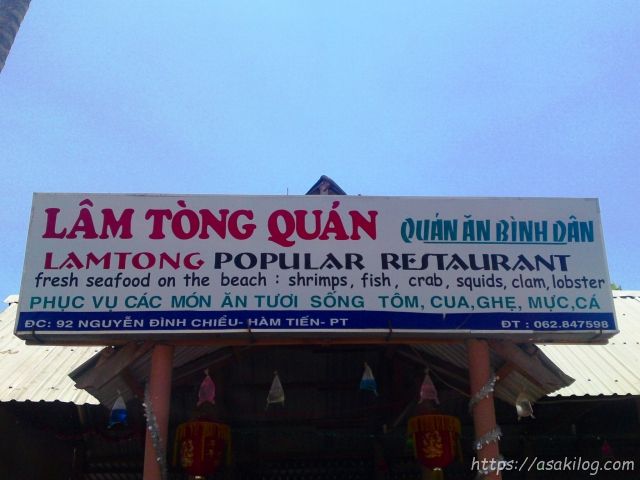 LÂM TÒNG QUÁN QUÁN ĂN BÌNH DÂN
LAMTONG POPULAR RESTAURANT
fresh seafood on the beach : shrimps, fish, crab, squids, clam, lobster
PHỤC VỤ CÁC MÓN ĂN TƯƠI SỐNG TÔM, CUA, GHẸ, MỰC, CÁ
ĐC: 92 NGUYỄN ĐÌNH CHIỂU- HÀM TIẾN- PT ĐT : 062.847598
https://asakilog.com